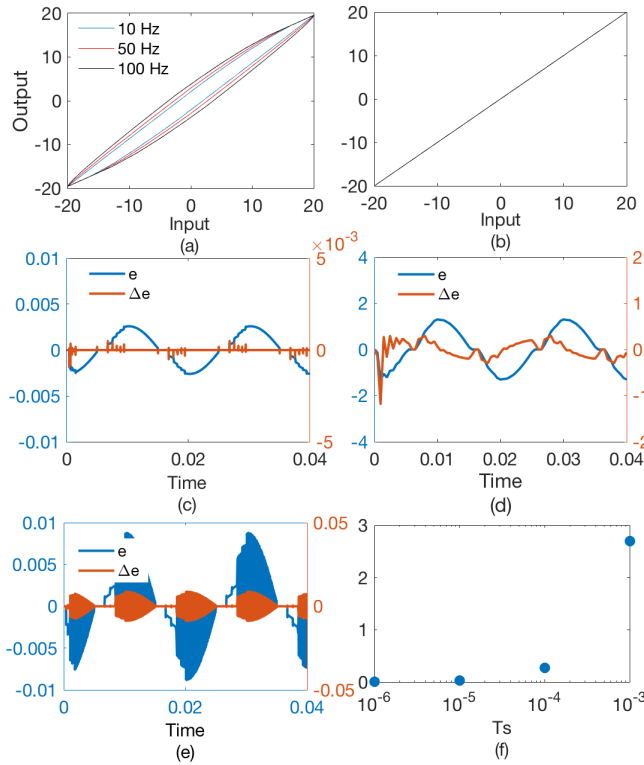 20
10
0
-10
-20
Output
10 Hz
50 Hz
100 Hz
-20 -10 0 10 20
Input
(a)
20
10
0
-10
-20
-20 -10 0 10 20
Input
(b)
0.01
0.005
0
-0.005
-0.01
e
Δe
×10-3
5
0
-5
0 0.02 0.04
Time
(c)
4
2
0
-2
-4
e
Δe
2
1
0
-1
-2
0 0.01 0.02 0.03 0.04
Time
(d)
0.01
0.005
0
-0.005
-0.01
e
Δe
0.05
0
-0.05
0 0.02 0.04
Time
(e)
3
2
1
0
10-6 10-5 10-4 10-3
Ts
(f)